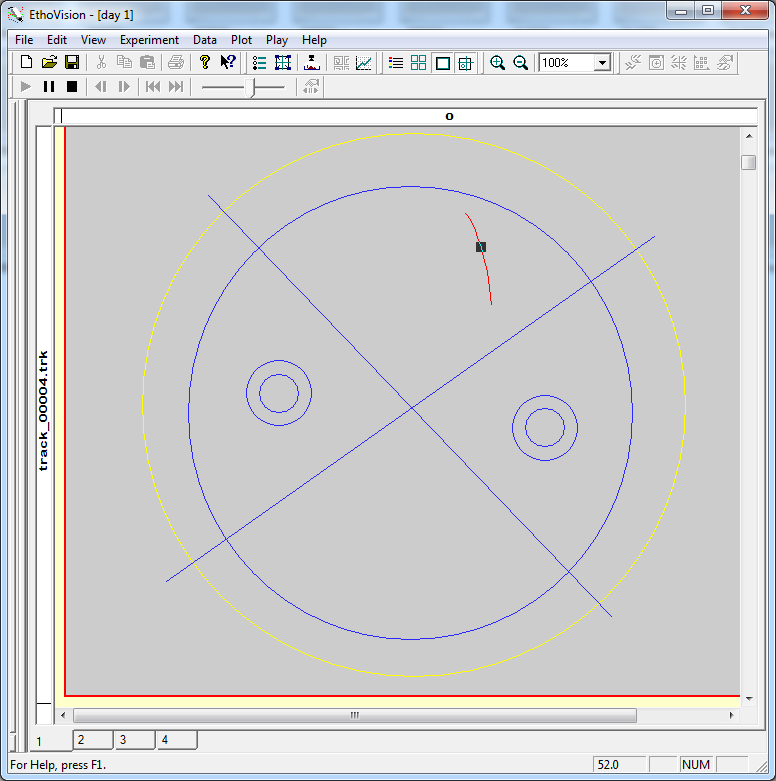 EthoVision - [day 1]
File Edit View Experiment Data Plot Play Help
100%
o
track_00004.trk
1 2 3 4
For Help, press F1.
52.0 NUM